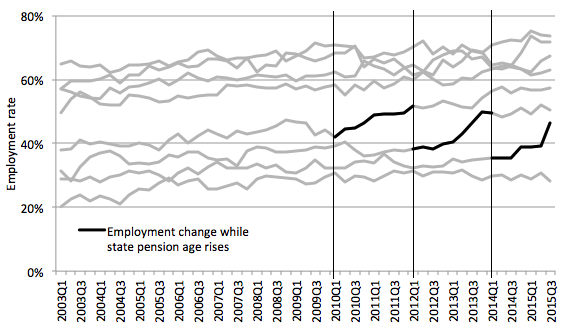 80%
60%
40%
20%
0%
Employment rate
Employment change while
state pension age rises
2003Q1
2003Q3
2004Q1
2004Q3
2005Q1
2005Q3
2006Q1
2006Q3
2007Q1
2007Q3
2008Q1
2008Q3
2009Q1
2009Q3
2010Q1
2010Q3
2011Q1
2011Q3
2012Q1
2012Q3
2013Q1
2013Q3
2014Q1
2014Q3
2015Q1
2015Q3